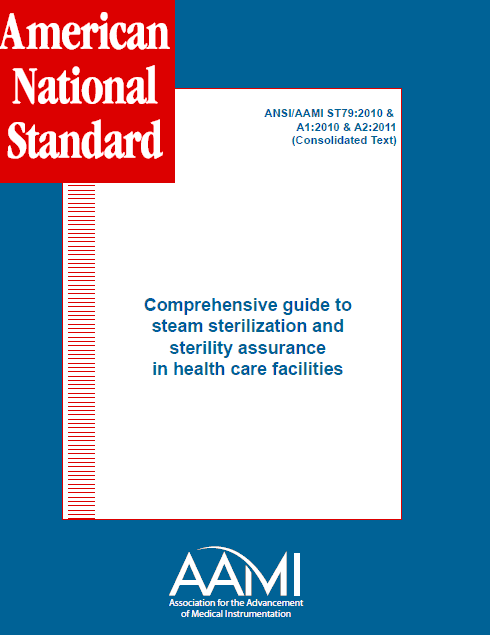 American
National
Standard
ANSI/AAMI ST79:2010 &
A1:2010 & A2:2011
(Consolidated Text)
Comprehensive guide to
steam sterilization and
sterility assurance
in health care facilities
AAMI
Association for the Advancement
of Medical Instrumentation